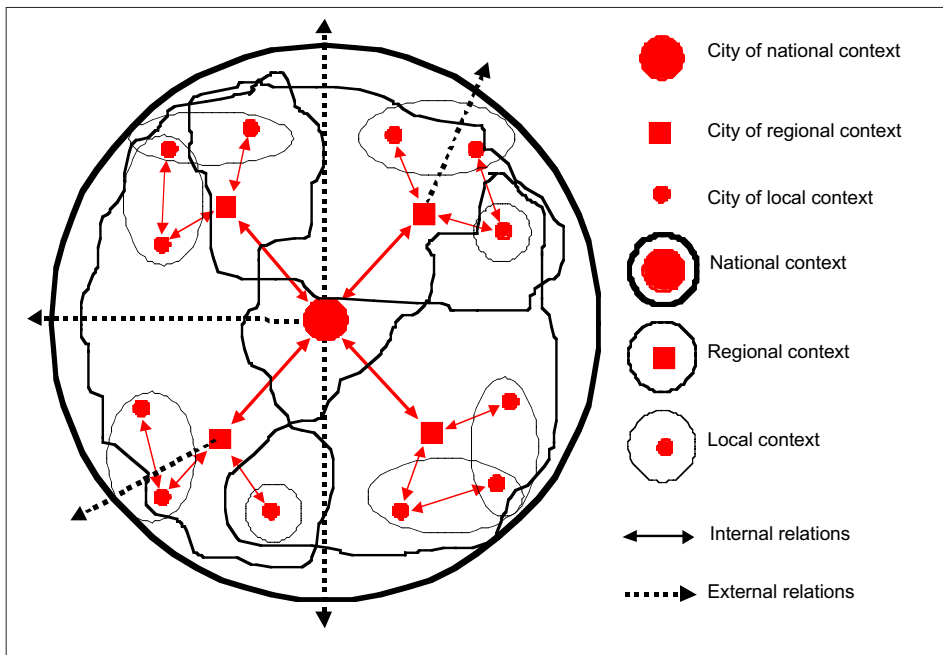 City of national context
City of regional context
City of local context
National context
Regional context
Local context
Internal relations
External relations